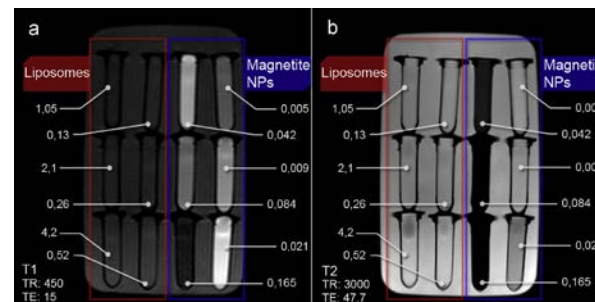 a
Liposomes
Magnetite
NPs
1,05
0,005
0,13
0,042
2,1
0,009
0,26
0,084
4,2
0,021
0,52
0,165
T1
TR: 450
TE: 15
b
Liposomes
Magnetite
NPs
1,05
0,13
0,042
2,1
0,26
0,084
4,2
0,52
0,165
T2
TR: 3000
TE: 47.7